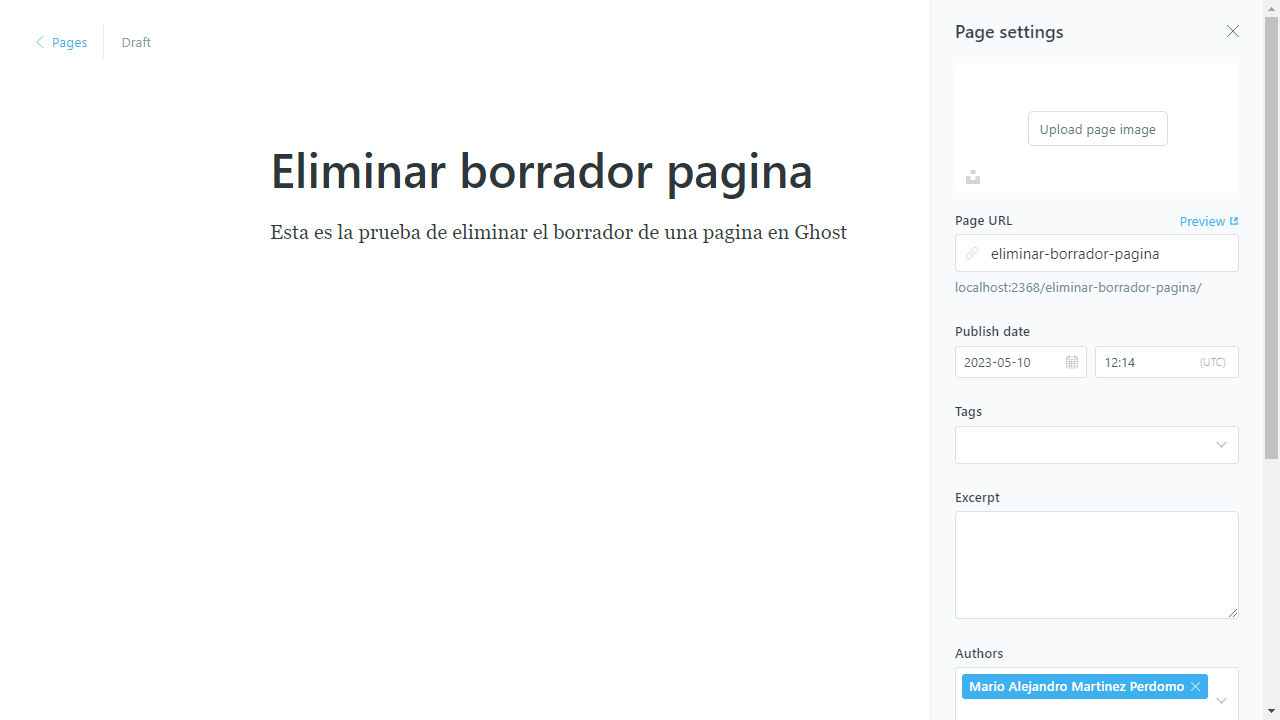 Pages
Draft
Eliminar borrador pagina
Esta es la prueba de eliminar el borrador de una pagina en Ghost
Page settings
Upload page image
Page URL
Preview
eliminar-borrador-pagina
localhost:2368/eliminar-borrador-pagina/
Publish date
2023-05-10
12:14
(UTC)
Tags
Excerpt
Authors
Mario Alejandro Martinez Perdomo